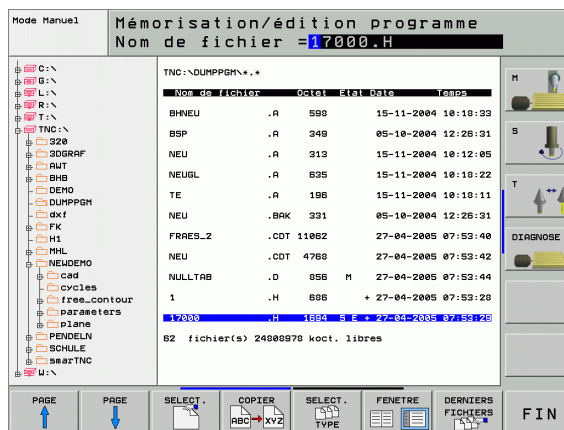 Mode Manuel
Mémorisation/édition programme
Nom de fichier =17000.H
C:\
G:\
L:\
R:\
T:\
TNC:\
320
3DGRAF
AWT
BHB
DEMO
DUMPPGM
dxf
FK
H1
MHL
NEWDEMO
cad
cycles
free_contour
parameters
plane
PENDELN
SCHULE
smarTNC
W:\
TNC:\DUMPPGM\*.*
Nom de fichier Octet Etat Date Temps
BHNEU .A 598 15-11-2004 10:18:33
BSP .A 349 05-10-2004 12:26:31
NEU .A 313 15-11-2004 10:12:05
NEUGL .A 635 15-11-2004 10:18:22
TE .A 196 15-11-2004 10:18:11
NEU .BAK 331 05-10-2004 12:26:31
FRAES_2 .CDT 11062 27-04-2005 07:53:40
NEU .CDT 4768 27-04-2005 07:53:42
NULLTAB .D 856 M 27-04-2005 07:53:44
1 .H 686 + 27-04-2005 07:53:28
17000 .H 1694 S E + 27-04-2005 07:53:29
62 fichier(s) 24808978 koct. libres
M
S
T
DIAGNOSE
PAGE
PAGE
SELECT.
COPIER
ABC XYZ
SELECT.
TYPE
FENETRE
DERNIERS
FICHIERS
FIN